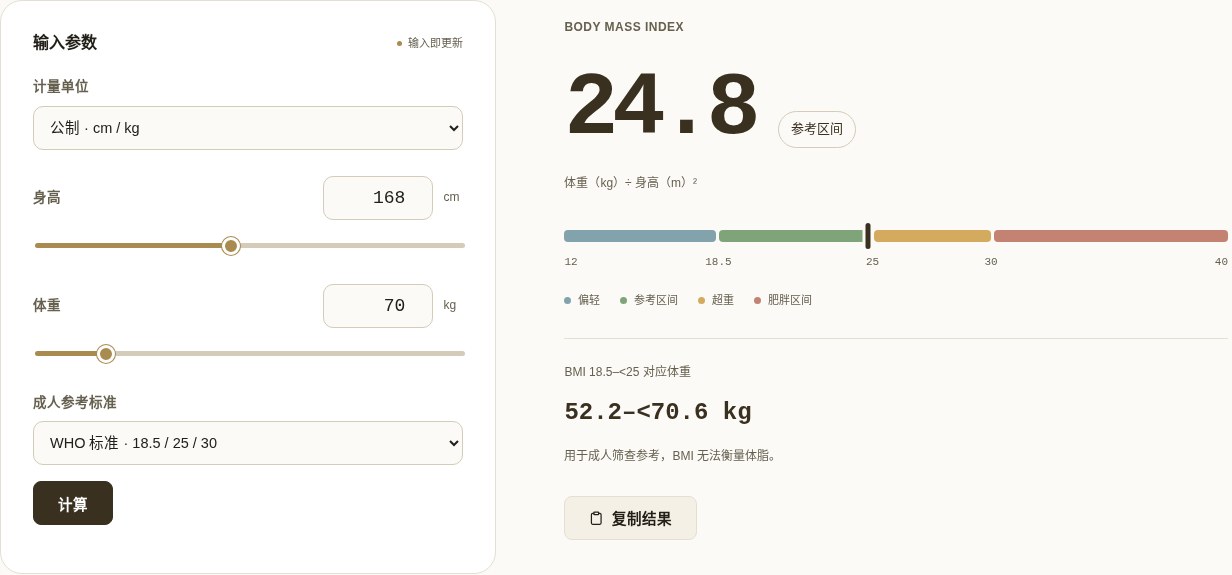 输入参数
输入即更新
计量单位
公制 · cm / kg
身高
168
cm
体重
70
kg
成人参考标准
WHO 标准 · 18.5 / 25 / 30
计算
BODY MASS INDEX
24.8
参考区间
体重（kg）÷ 身高（m）²
12
18.5
25
30
40
偏轻
参考区间
超重
肥胖区间
BMI 18.5–<25 对应体重
52.2–<70.6 kg
用于成人筛查参考，BMI 无法衡量体脂。
复制结果